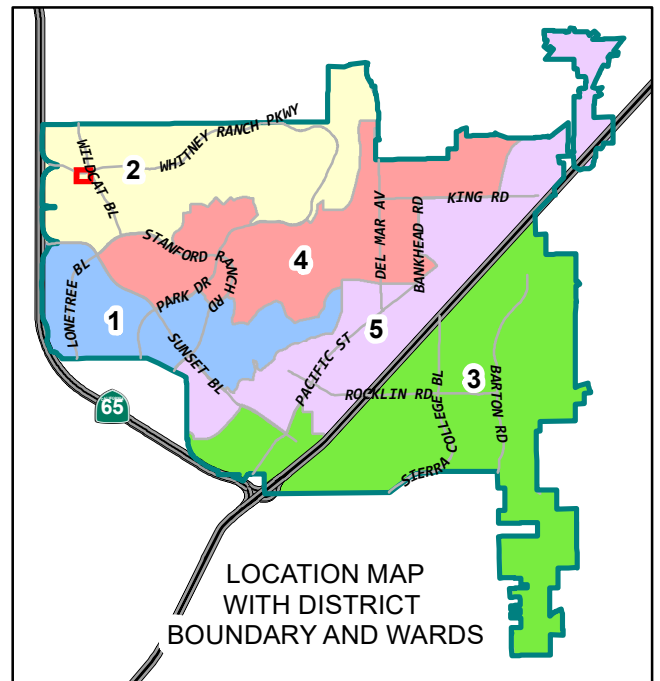 WHITNEY RANCH PKWY
WILDCAT BL
2
KING RD
DEL MAR AV
BANKHEAD RD
STANFORD RANCH RD
4
LONETREE BL
PARK DR
1
5
SUNSET BL
PACIFIC ST
3
ROCKLIN RD
BARTON RD
SIERRA COLLEGE BL
65
LOCATION MAP
WITH DISTRICT
BOUNDARY AND WARDS